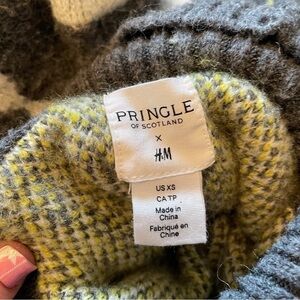 PRINGLE
OF SCOTLAND
X
H&M
US XS
CA TP
Made in
China
Fabriqué en
Chine